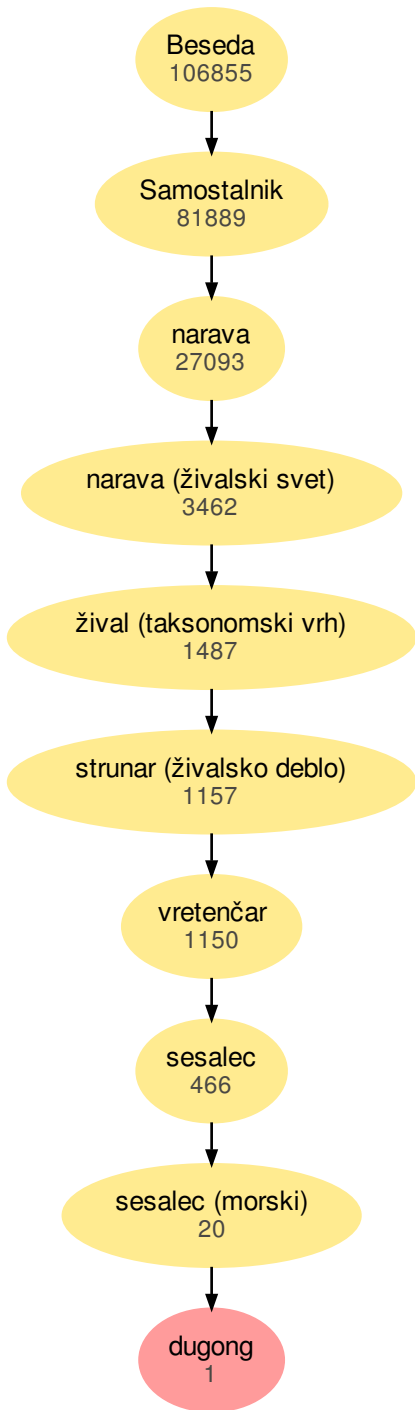 Beseda
106855
Samostalnik
81889
narava
27093
narava (živalski svet)
3462
žival (taksonomski vrh)
1487
strunar (živalsko deblo)
1157
vretenčar
1150
sesalec
466
sesalec (morski)
20
dugong
1